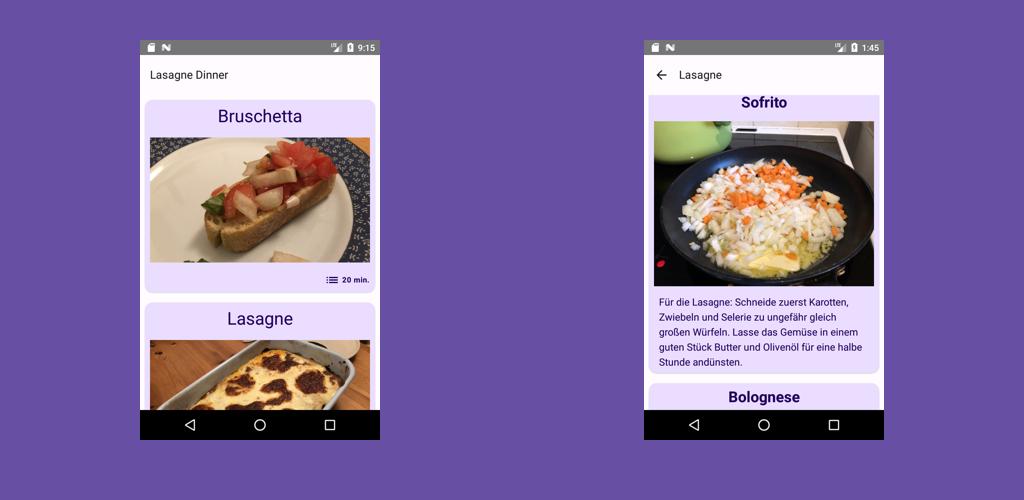 LTE 9:15
Lasagne Dinner
Bruschetta
20 min.
Lasagne
LTE 1:45
Lasagne
Sofrito
Für die Lasagne: Schneide zuerst Karotten,
Zwiebeln und Selerie zu ungefähr gleich
großen Würfeln. Lasse das Gemüse in einem
guten Stück Butter und Olivenöl für eine halbe
Stunde andünsten.
Bolognese